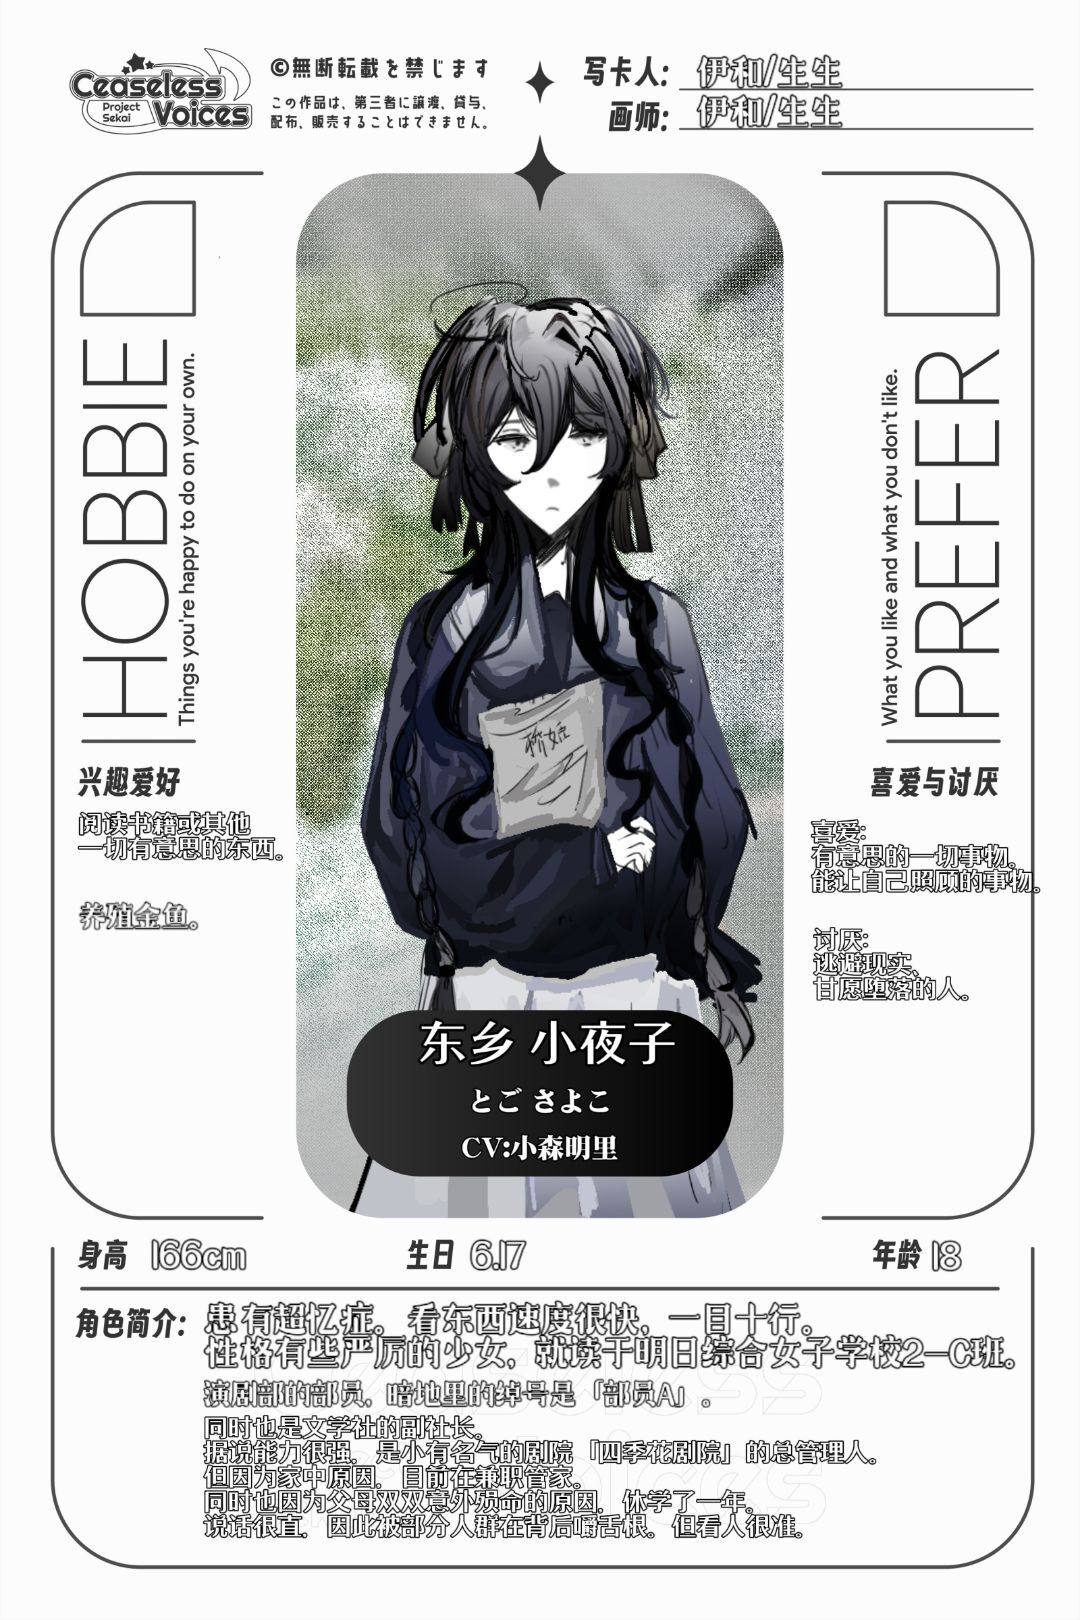 Ceaseless
Voices
Project
Sekai
©無断転載を禁じます
この作品は、第三者に譲渡、貸与、
配布、販売することはできません。
写卡人: 伊和/生生
画师: 伊和/生生
HOBBIE
Things you're happy to do on your own.
兴趣爱好
阅读书籍或其他
一切有意思的东西。
养殖金鱼。
PREFER
What you like and what you don't like.
喜爱与讨厌
喜爱:
有意思的一切事物。
能让自己照顾的事物。
讨厌:
逃避现实、
甘愿堕落的人。
东乡 小夜子
とご さよこ
CV:小森明里
身高 166cm
生日 6.17
年龄 18
角色简介: 患有超忆症。看东西速度很快，一目十行。
性格有些严厉的少女，就读于明日综合女子学校2-C班。
演剧部的部员，暗地里的绰号是「部员A」。
同时也是文学社的副社长。
据说能力很强，是小有名气的剧院「四季花剧院」的总管理人。
但因为家中原因，目前在兼职管家。
同时也因为父母双双意外殒命的原因，休学了一年。
说话很直，因此被部分人群在背后嚼舌根。但看人很准。